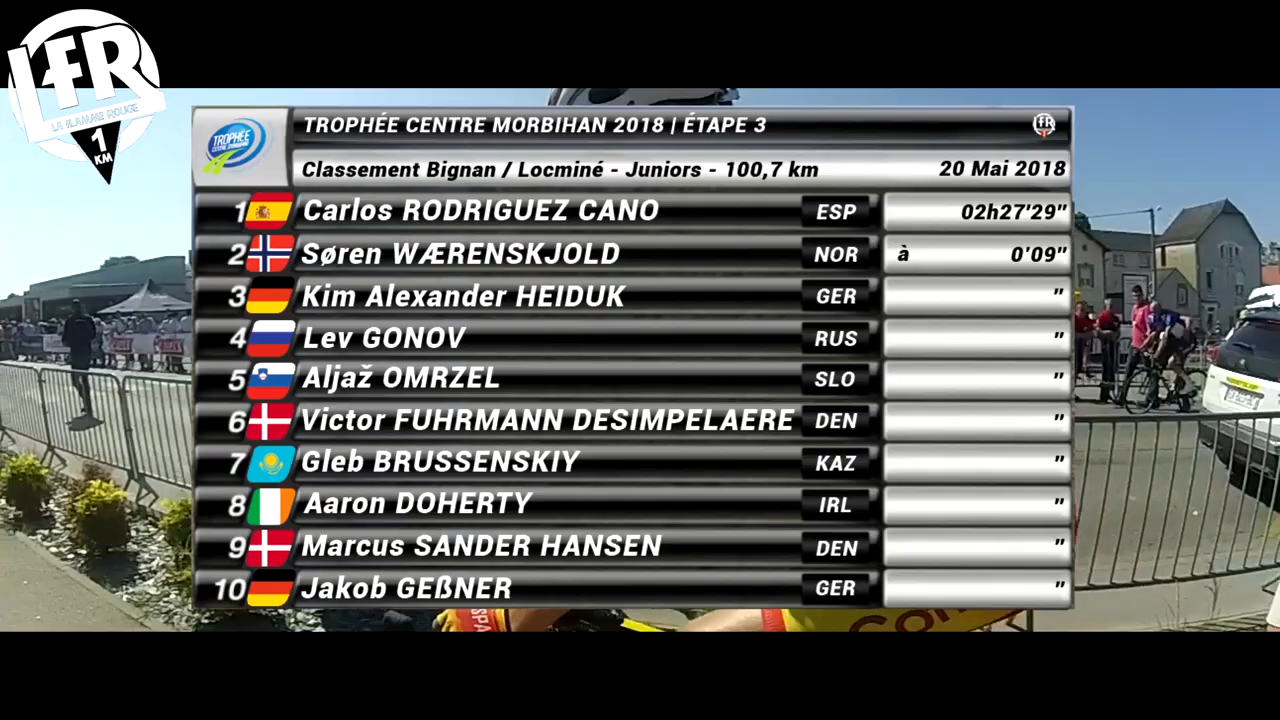 LFR
LA FLAMME ROUGE
1
KM
TROPHÉE
TROPHÉE CENTRE MORBIHAN 2018 | ÉTAPE 3
fR
Classement Bignan / Locminé - Juniors - 100,7 km 20 Mai 2018
1 Carlos RODRIGUEZ CANO ESP 02h27'29"
2 Søren WÆRENSKJOLD NOR à 0'09"
3 Kim Alexander HEIDUK GER "
4 Lev GONOV RUS "
5 Aljaž OMRZEL SLO "
6 Victor FUHRMANN DESIMPELAERE DEN "
7 Gleb BRUSSENSKIY KAZ "
8 Aaron DOHERTY IRL "
9 Marcus SANDER HANSEN DEN "
10 Jakob GEßNER GER "